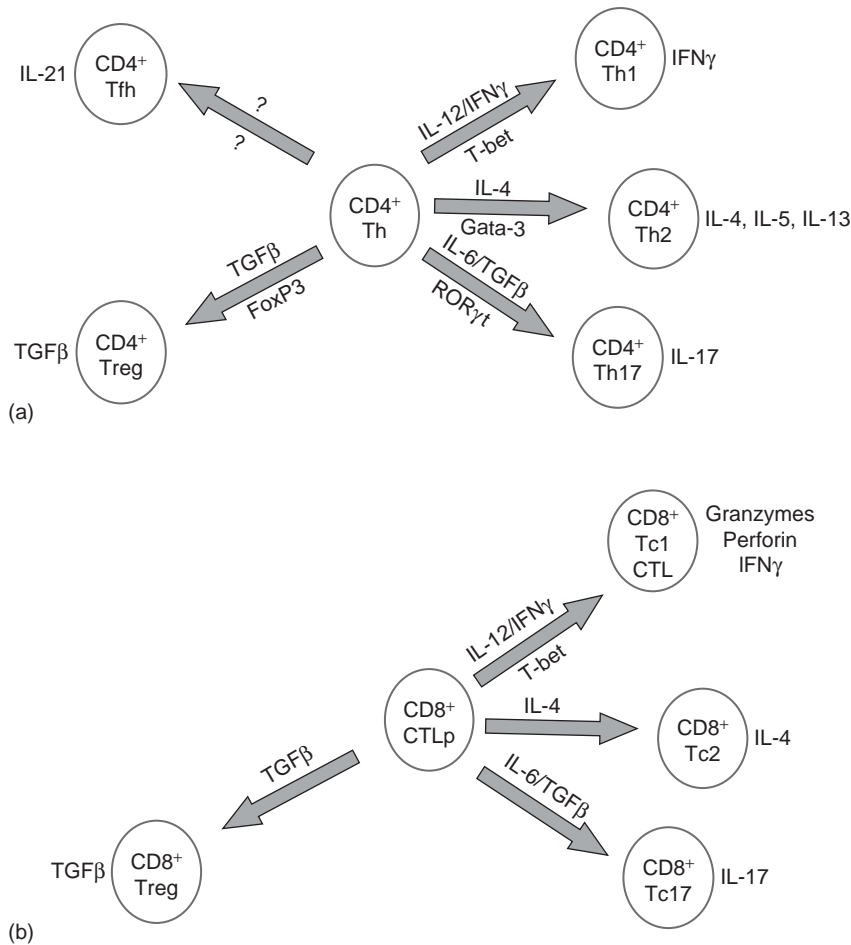 IL-21
CD4⁺
Tfh
?
?
IL-12/IFNγ
T-bet
CD4⁺
Th1
IFNγ
CD4⁺
Th
IL-4
Gata-3
CD4⁺
Th2
IL-4, IL-5, IL-13
TGFβ
FoxP3
IL-6/TGFβ
RORγt
TGFβ
CD4⁺
Treg
CD4⁺
Th17
IL-17
(a)
CD8⁺
Tc1
CTL
Granzymes
Perforin
IFNγ
IL-12/IFNγ
T-bet
CD8⁺
CTLp
IL-4
CD8⁺
Tc2
IL-4
TGFβ
IL-6/TGFβ
TGFβ
CD8⁺
Treg
CD8⁺
Tc17
IL-17
(b)